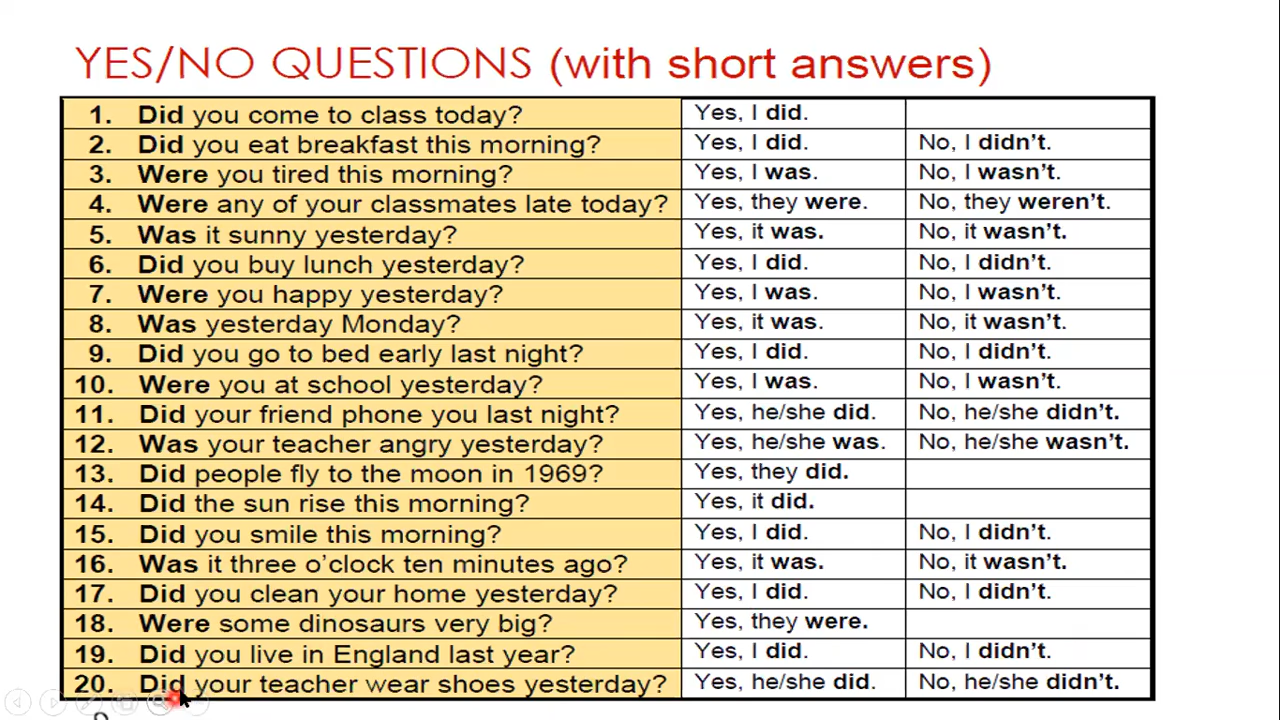 YES/NO QUESTIONS (with short answers)
1. Did you come to class today? Yes, I did.
2. Did you eat breakfast this morning? Yes, I did. No, I didn't.
3. Were you tired this morning? Yes, I was. No, I wasn't.
4. Were any of your classmates late today? Yes, they were. No, they weren't.
5. Was it sunny yesterday? Yes, it was. No, it wasn't.
6. Did you buy lunch yesterday? Yes, I did. No, I didn't.
7. Were you happy yesterday? Yes, I was. No, I wasn't.
8. Was yesterday Monday? Yes, it was. No, it wasn't.
9. Did you go to bed early last night? Yes, I did. No, I didn't.
10. Were you at school yesterday? Yes, I was. No, I wasn't.
11. Did your friend phone you last night? Yes, he/she did. No, he/she didn't.
12. Was your teacher angry yesterday? Yes, he/she was. No, he/she wasn't.
13. Did people fly to the moon in 1969? Yes, they did.
14. Did the sun rise this morning? Yes, it did.
15. Did you smile this morning? Yes, I did. No, I didn't.
16. Was it three o'clock ten minutes ago? Yes, it was. No, it wasn't.
17. Did you clean your home yesterday? Yes, I did. No, I didn't.
18. Were some dinosaurs very big? Yes, they were.
19. Did you live in England last year? Yes, I did. No, I didn't.
20. Did your teacher wear shoes yesterday? Yes, he/she did. No, he/she didn't.